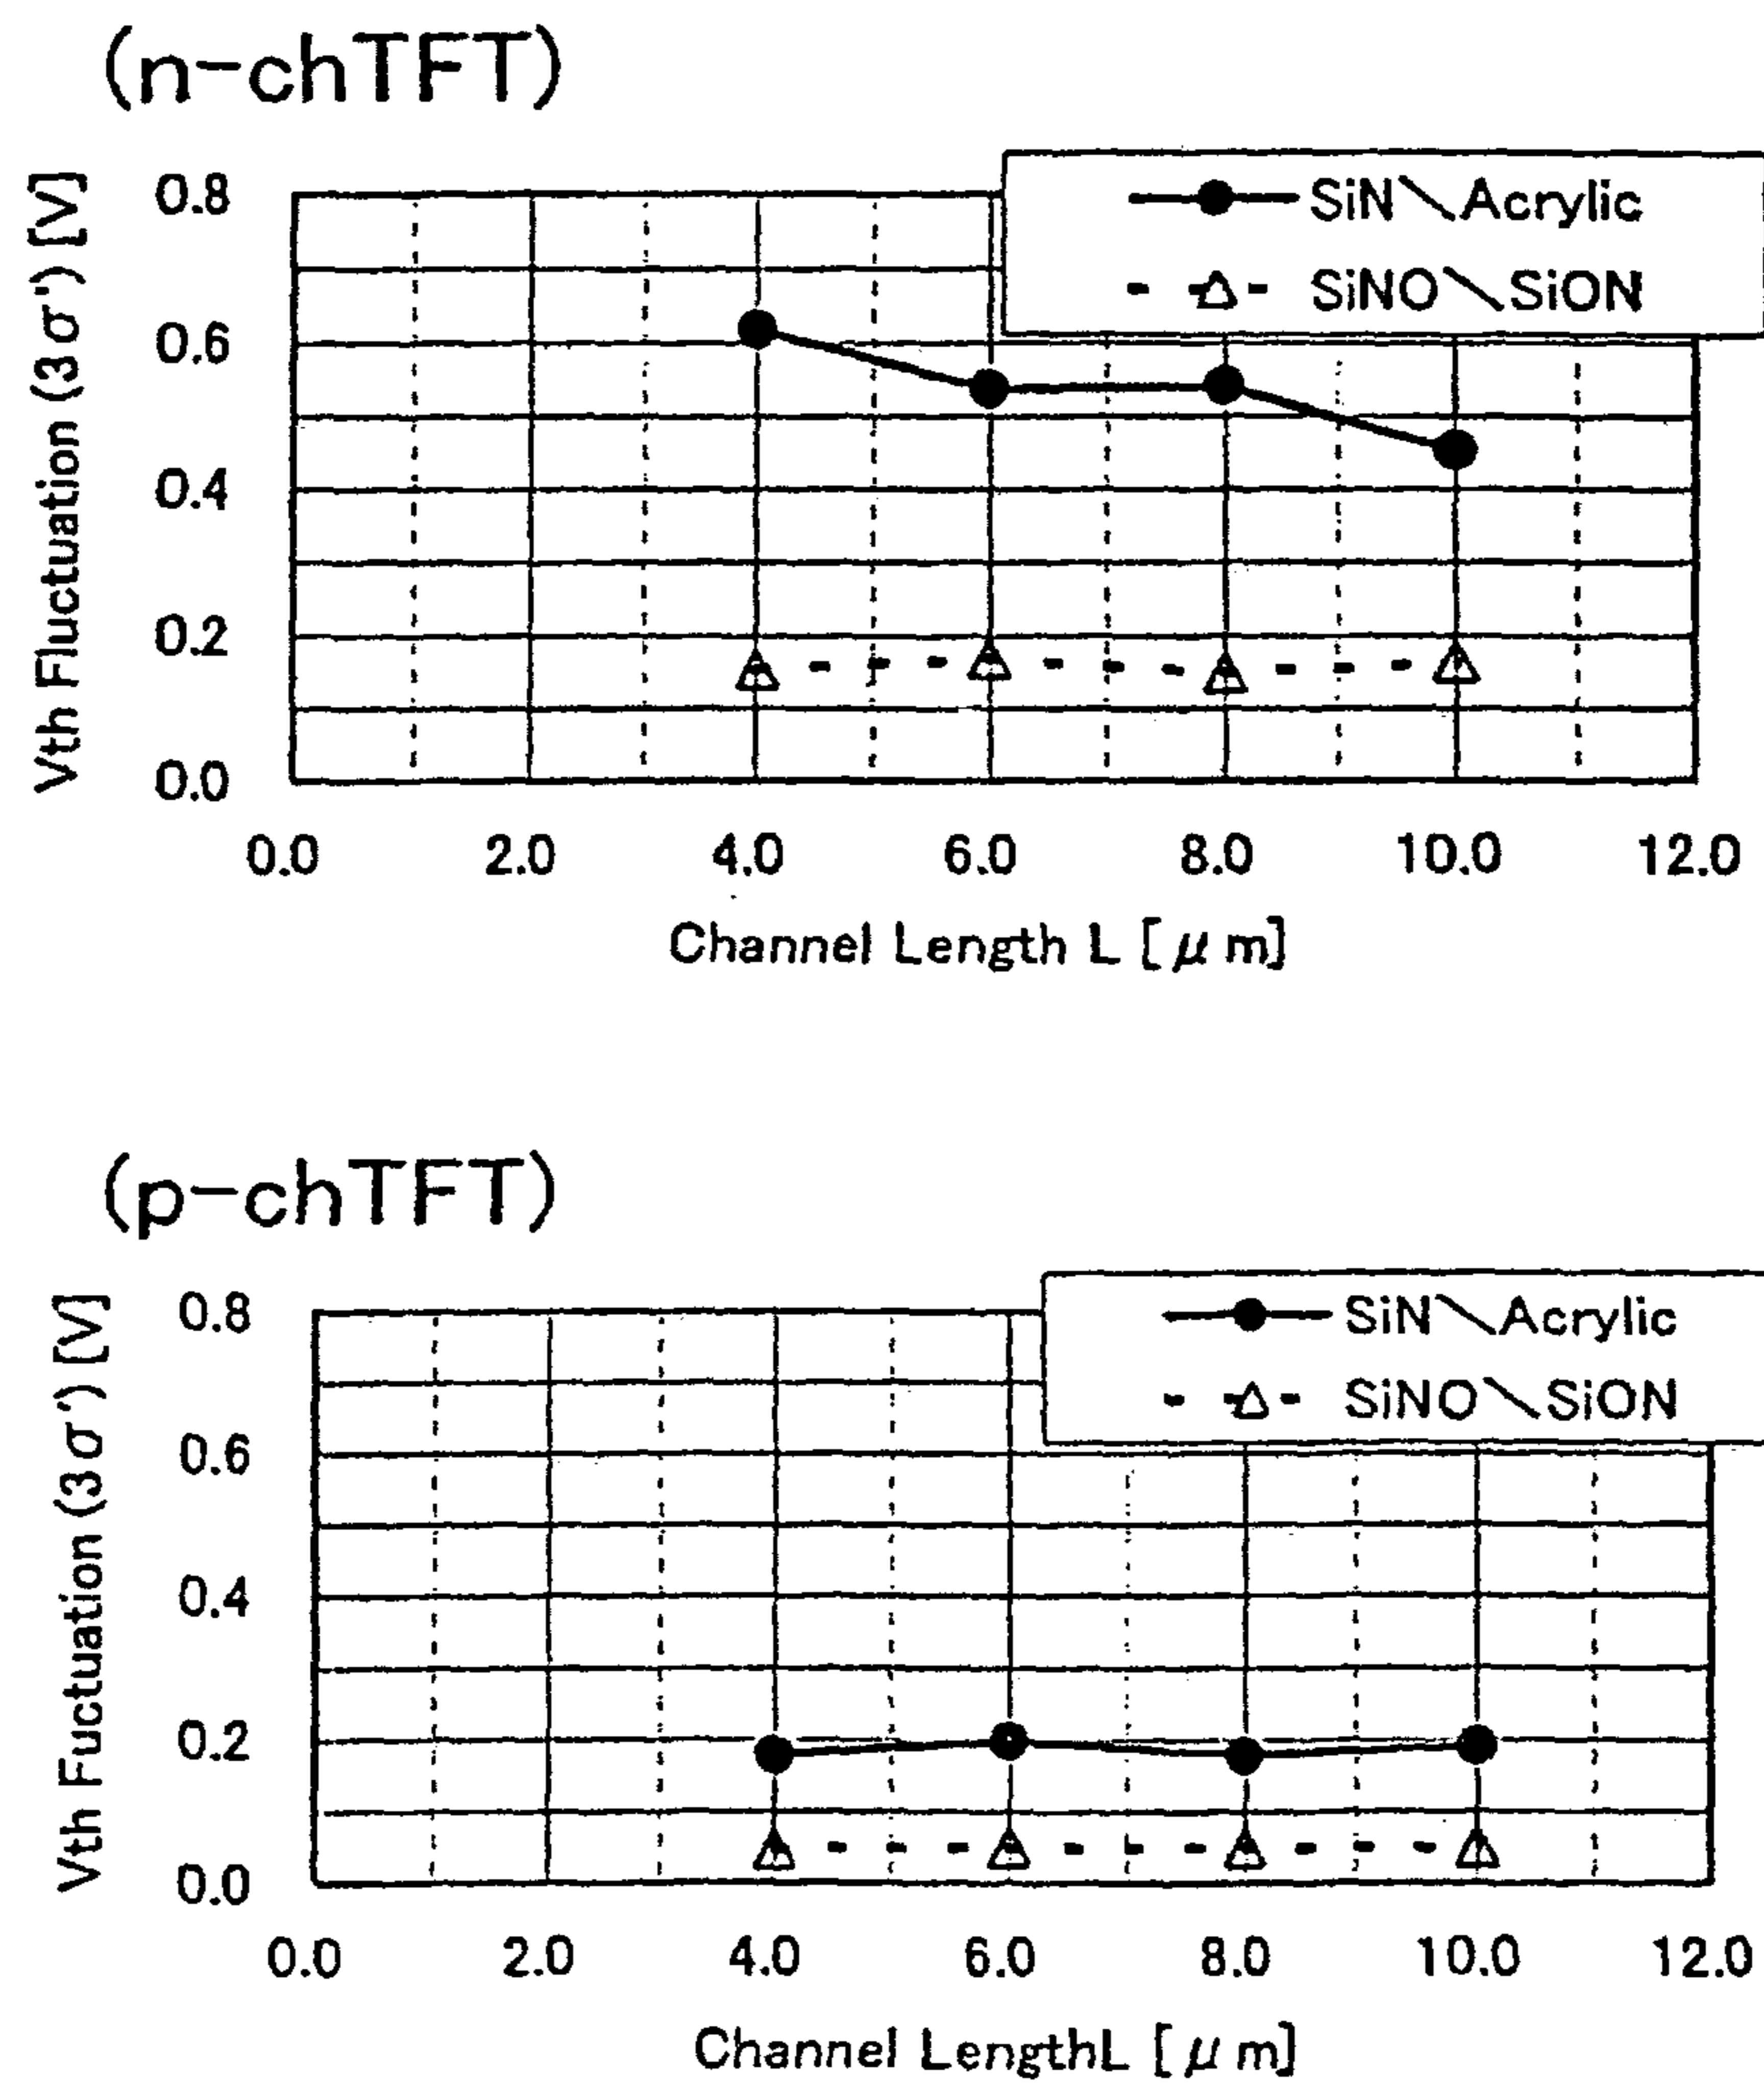 (n-chTFT)
SiN＼Acrylic
SiNO＼SiON
Vth Fluctuation (3σ') [V]
0.8
0.6
0.4
0.2
0.0
0.0 2.0 4.0 6.0 8.0 10.0 12.0
Channel Length L [μm]
(p-chTFT)
SiN＼Acrylic
SiNO＼SiON
Vth Fuctuation (3σ') [V]
0.8
0.6
0.4
0.2
0.0
0.0 2.0 4.0 6.0 8.0 10.0 12.0
Channel LengthL [μm]